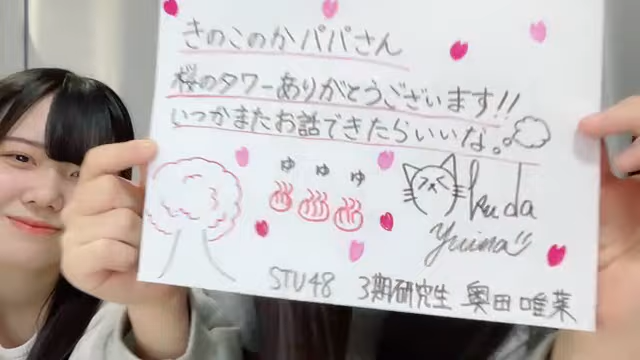 きのこのかパパさん
桜のタワーありがとうございます!!
いつかまたお話できたらいいな。
ゆ ゆ ゆ
Okuda
Yuina
STU48 3期研究生 奥田唯菜